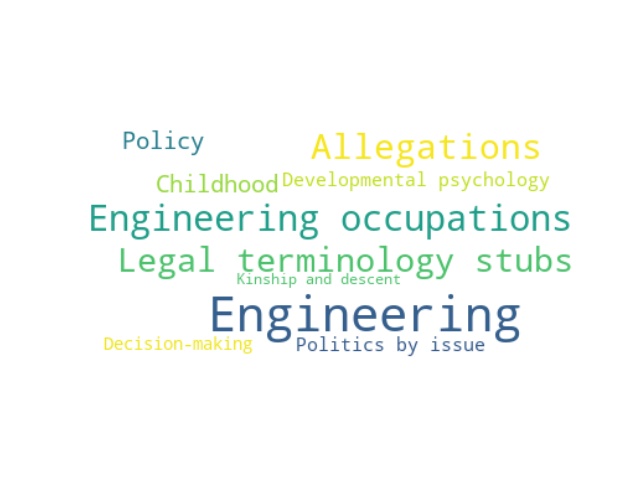 Policy Allegations
Childhood Developmental psychology
Engineering occupations
Legal terminology stubs
Kinship and descent
Engineering
Decision-making Politics by issue